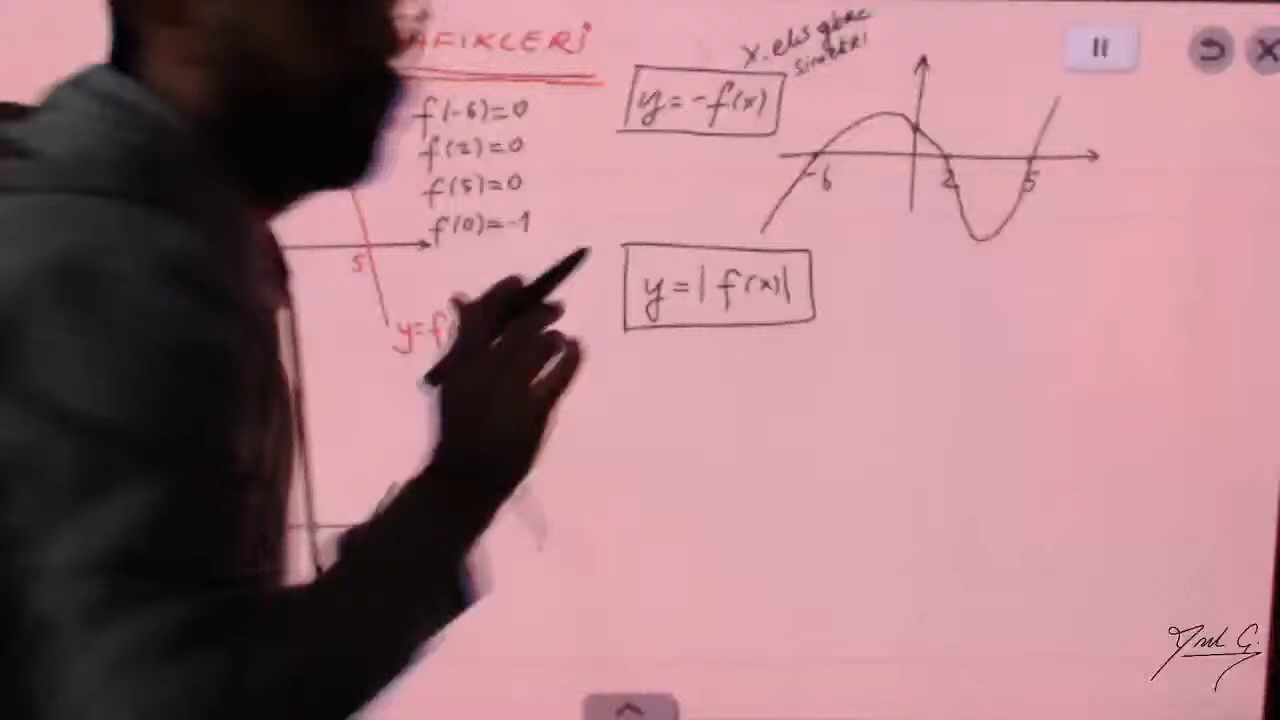 AFİKLERİ
f(-6)=0
f(2)=0
f(5)=0
f(0)=-1
5
y=f
x.eks göre
simetri
y=-f(x)
-6
2
5
y=|f(x)|